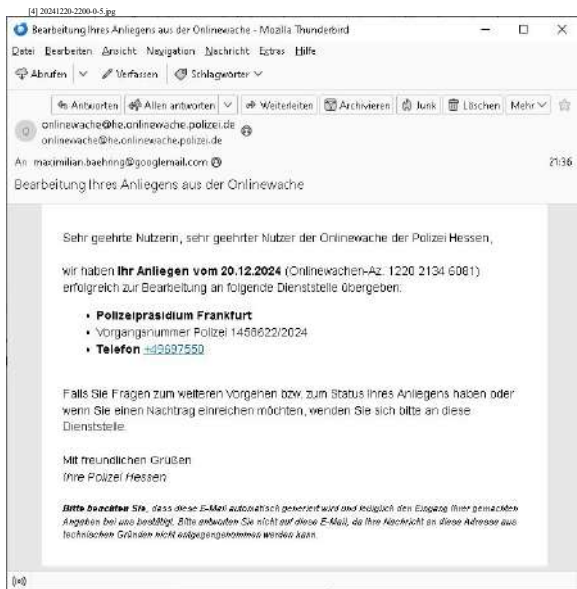 [4] 20241220-2200-0-5.jpg
Bearbeitung Ihres Anliegens aus der Onlinewache - Mozilla Thunderbird
Datei Bearbeiten Ansicht Navigation Nachricht Extras Hilfe
Abrufen Verfassen Schlagwörter
Antworten Allen antworten Weiterleiten Archivieren Junk Löschen Mehr
onlinewache@he.onlinewache.polizei.de
onlinewache@he.onlinewache.polizei.de
An maximilian.baehring@googlemail.com 21:36
Bearbeitung Ihres Anliegens aus der Onlinewache
Sehr geehrte Nutzerin, sehr geehrter Nutzer der Onlinewache der Polizei Hessen,
wir haben Ihr Anliegen vom 20.12.2024 (Onlinewachen-Az. 1220 2134 6081)
erfolgreich zur Bearbeitung an folgende Dienststelle übergeben:
• Polizeipräsidium Frankfurt
• Vorgangsnummer Polizei 1456622/2024
• Telefon +49697550
Falls Sie Fragen zum weiteren Vorgehen bzw. zum Status Ihres Anliegens haben oder
wenn Sie einen Nachtrag einreichen möchten, wenden Sie sich bitte an diese
Dienststelle.
Mit freundlichen Grüßen
Ihre Polizei Hessen
Bitte beachten Sie, dass diese E-Mail automatisch generiert wird und lediglich den Eingang Ihrer gemachten
Angaben bei uns bestätigt. Bitte antworten Sie nicht auf diese E-Mail, da Ihre Nachricht an diese Adresse aus
technischen Gründen nicht entgegengenommen werden kann.